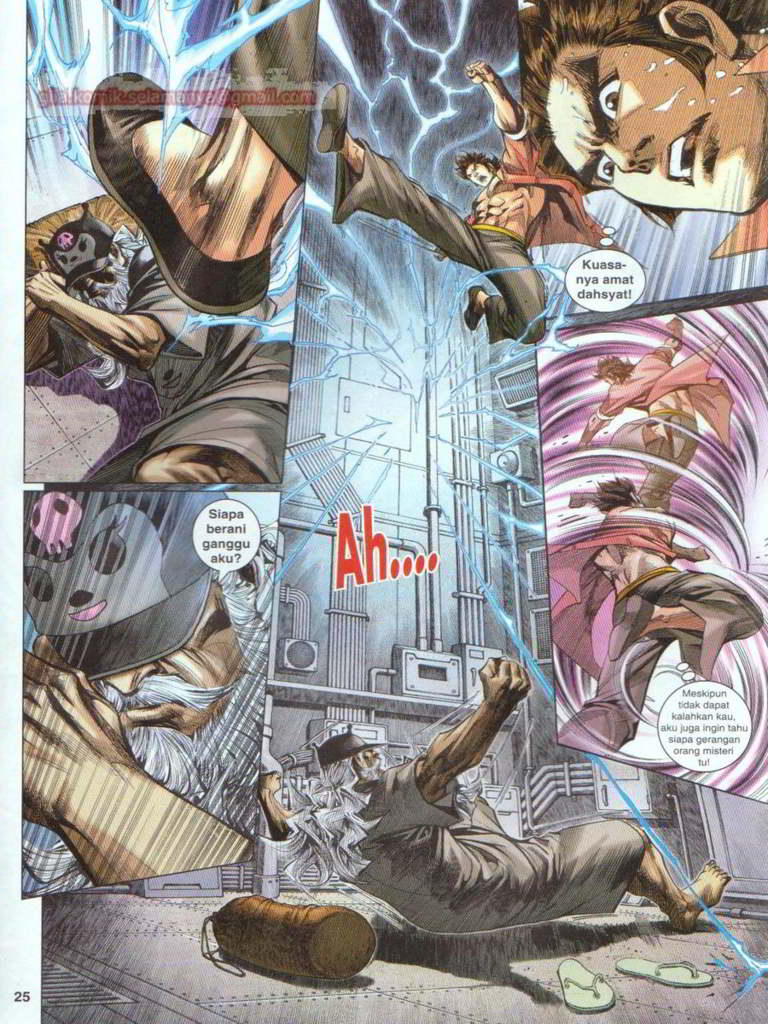 Kuasa-
nya amat
dahsyat!
Siapa
berani
ganggu
aku?
Ah....
Meskipun
tidak dapat
kalahkan kau,
aku juga ingin tahu
siapa gerangan
orang misteri
tu!
25